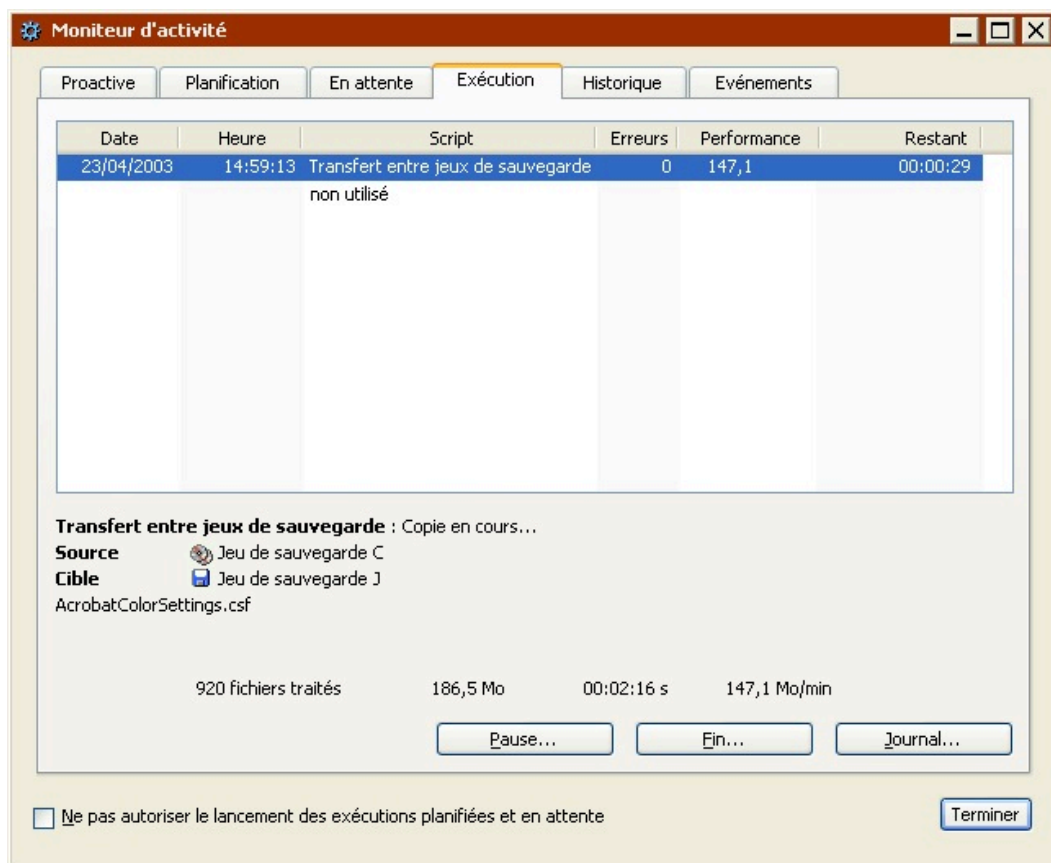 Moniteur d'activité
Proactive Planification En attente Exécution Historique Evénements
Date Heure Script Erreurs Performance Restant
23/04/2003 14:59:13 Transfert entre jeux de sauvegarde 0 147,1 00:00:29
non utilisé
Transfert entre jeux de sauvegarde : Copie en cours...
Source Jeu de sauvegarde C
Cible Jeu de sauvegarde J
AcrobatColorSettings.csf
920 fichiers traités 186,5 Mo 00:02:16 s 147,1 Mo/min
Pause... Fin... Journal...
Ne pas autoriser le lancement des exécutions planifiées et en attente Terminer